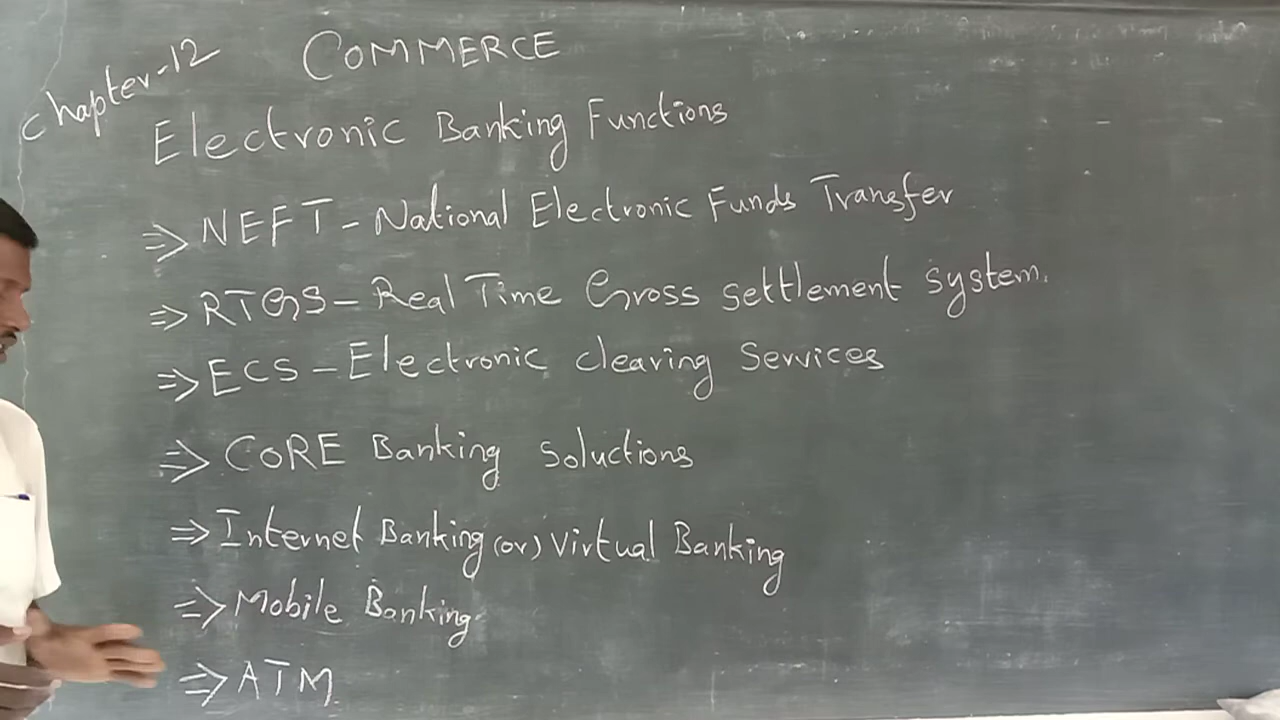 Chapter-12
COMMERCE
Electronic Banking Functions
⇒ NEFT - National Electronic Funds Transfer
⇒ RTGS - Real Time Gross settlement system.
⇒ ECS - Electronic clearing Services
⇒ CORE Banking Soluctions
⇒ Internet Banking (or) Virtual Banking
⇒ Mobile Banking
⇒ ATM